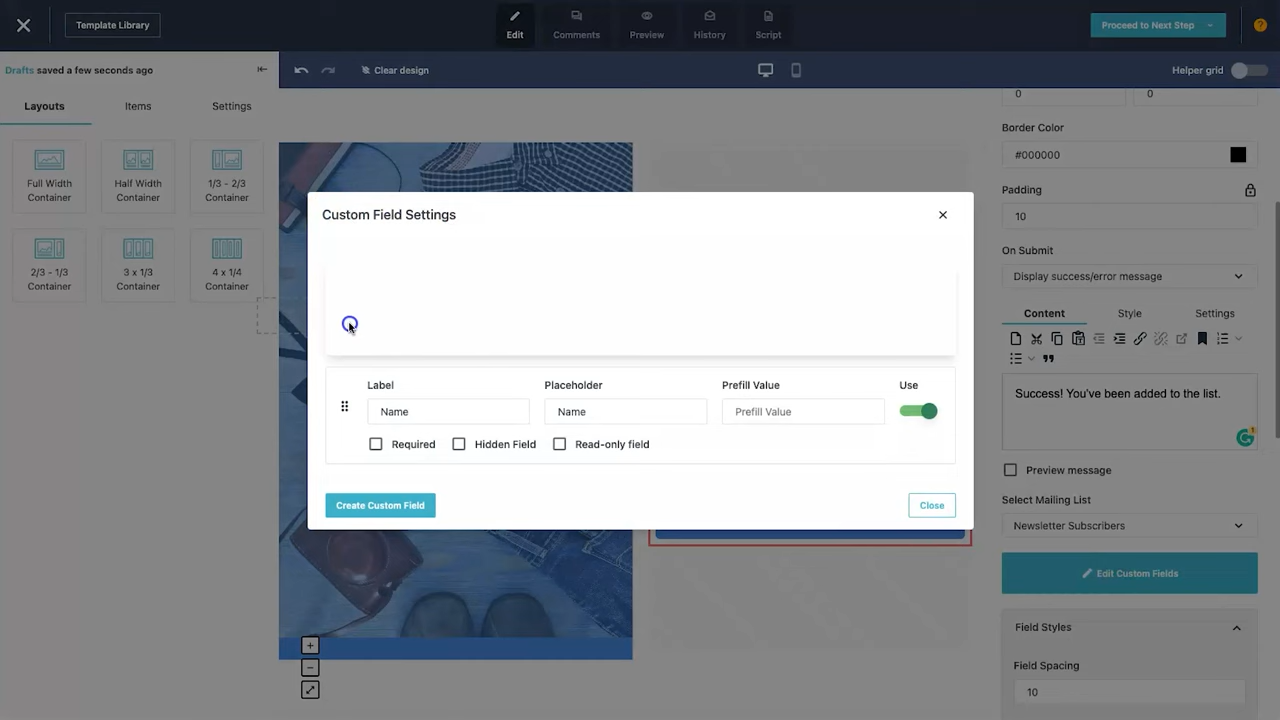 Template Library
Edit
Comments
Preview
History
Script
Proceed to Next Step
?
Drafts saved a few seconds ago
Clear design
Helper grid
Layouts
Items
Settings
Full Width
Container
Half Width
Container
1/3 - 2/3
Container
2/3 - 1/3
Container
3 x 1/3
Container
4 x 1/4
Container
Custom Field Settings
Label
Placeholder
Prefill Value
Use
Name
Name
Prefill Value
Required
Hidden Field
Read-only field
Create Custom Field
Close
0
0
Border Color
#000000
Padding
10
On Submit
Display success/error message
Content
Style
Settings
Success! You've been added to the list.
1
Preview message
Select Mailing List
Newsletter Subscribers
Edit Custom Fields
Field Styles
Field Spacing
10